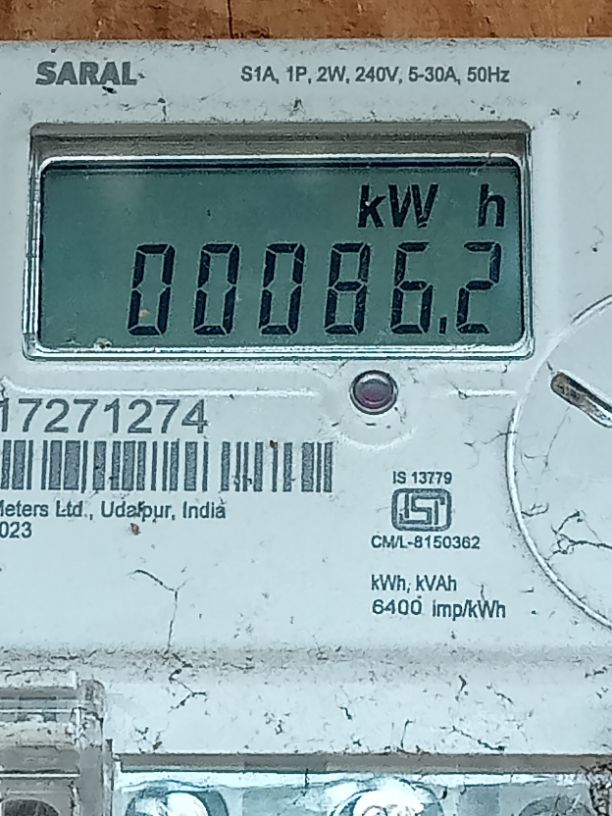 SARAL
S1A, 1P, 2W, 240V, 5-30A, 50Hz
kW h
00086.2
17271274
Meters Ltd., Udaipur, India
023
IS 13779
ISI
CM/L-8150362
kWh, kVAh
6400 imp/kWh